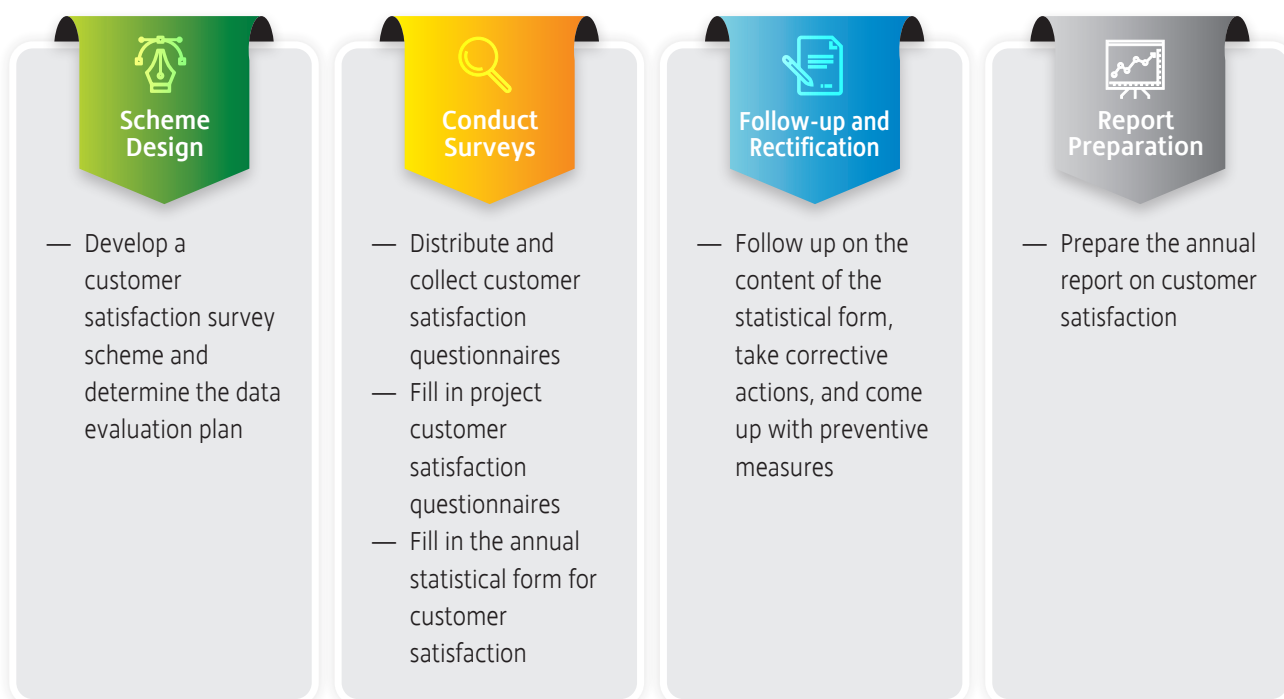 Scheme
Design
— Develop a
customer
satisfaction survey
scheme and
determine the data
evaluation plan
Conduct
Surveys
— Distribute and
collect customer
satisfaction
questionnaires
— Fill in project
customer
satisfaction
questionnaires
— Fill in the annual
statistical form for
customer
satisfaction
Follow-up and
Rectification
— Follow up on the
content of the
statistical form,
take corrective
actions, and come
up with preventive
measures
Report
Preparation
— Prepare the annual
report on customer
satisfaction